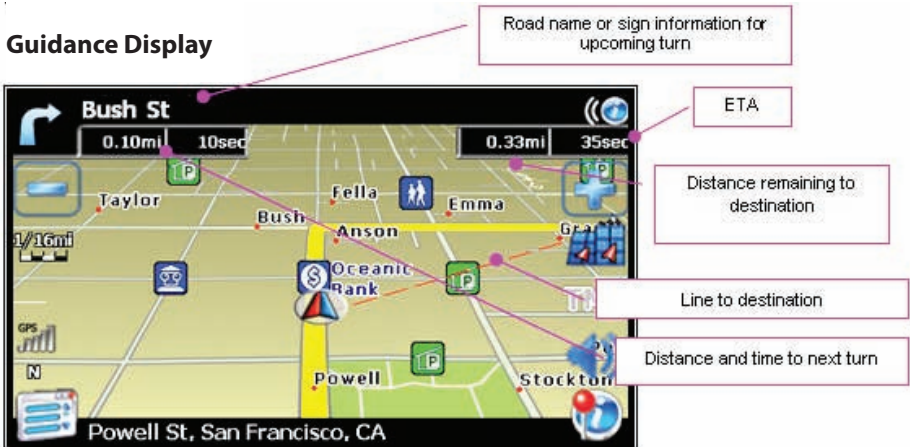 Guidance Display
Road name or sign information for
upcoming turn
Bush St
ETA
0.10mi 10sec
0.33mi 35sec
Distance remaining to
destination
Taylor
Fella
Emma
Bush
Anson
1/16mi
Oceanic
Bank
Line to destination
GPS
N
Distance and time to next turn
Powell
Stockton
Powell St, San Francisco, CA